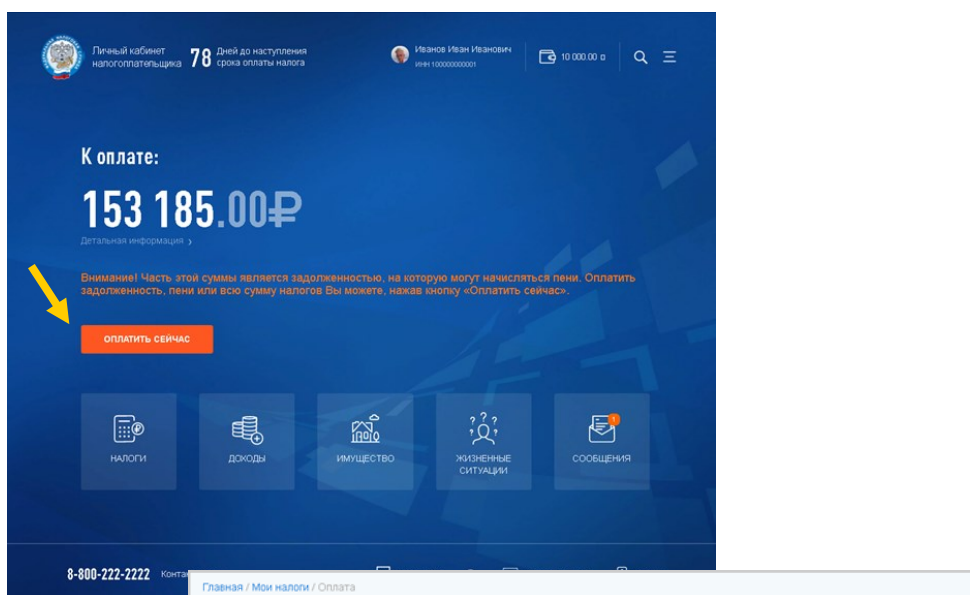 Личный кабинет
налогоплательщика
78 Дней до наступления
срока оплаты налога
Иванов Иван Иванович
ИНН 100000000001
10 000.00
К оплате:
153 185.00₽
Детальная информация ›
Внимание! Часть этой суммы является задолженностью, на которую могут начисляться пени. Оплатить
задолженность, пени или всю сумму налогов Вы можете, нажав кнопку «Оплатить сейчас».
ОПЛАТИТЬ СЕЙЧАС
НАЛОГИ
ДОХОДЫ
ИМУЩЕСТВО
ЖИЗНЕННЫЕ
СИТУАЦИИ
1
СООБЩЕНИЯ
8-800-222-2222
Главная / Мои налоги / Оплата